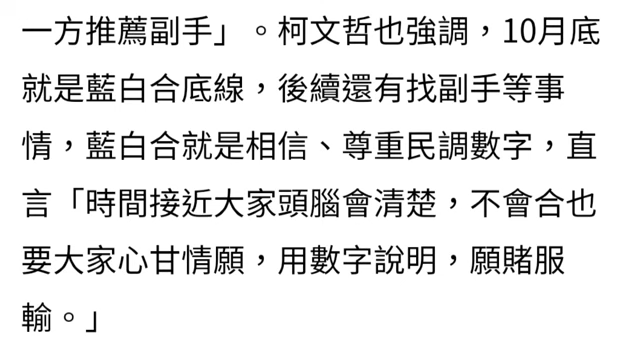 一方推薦副手」。柯文哲也強調，10月底
就是藍白合底線，後續還有找副手等事
情，藍白合就是相信、尊重民調數字，直
言「時間接近大家頭腦會清楚，不會合也
要大家心甘情願，用數字說明，願賭服
輸。」